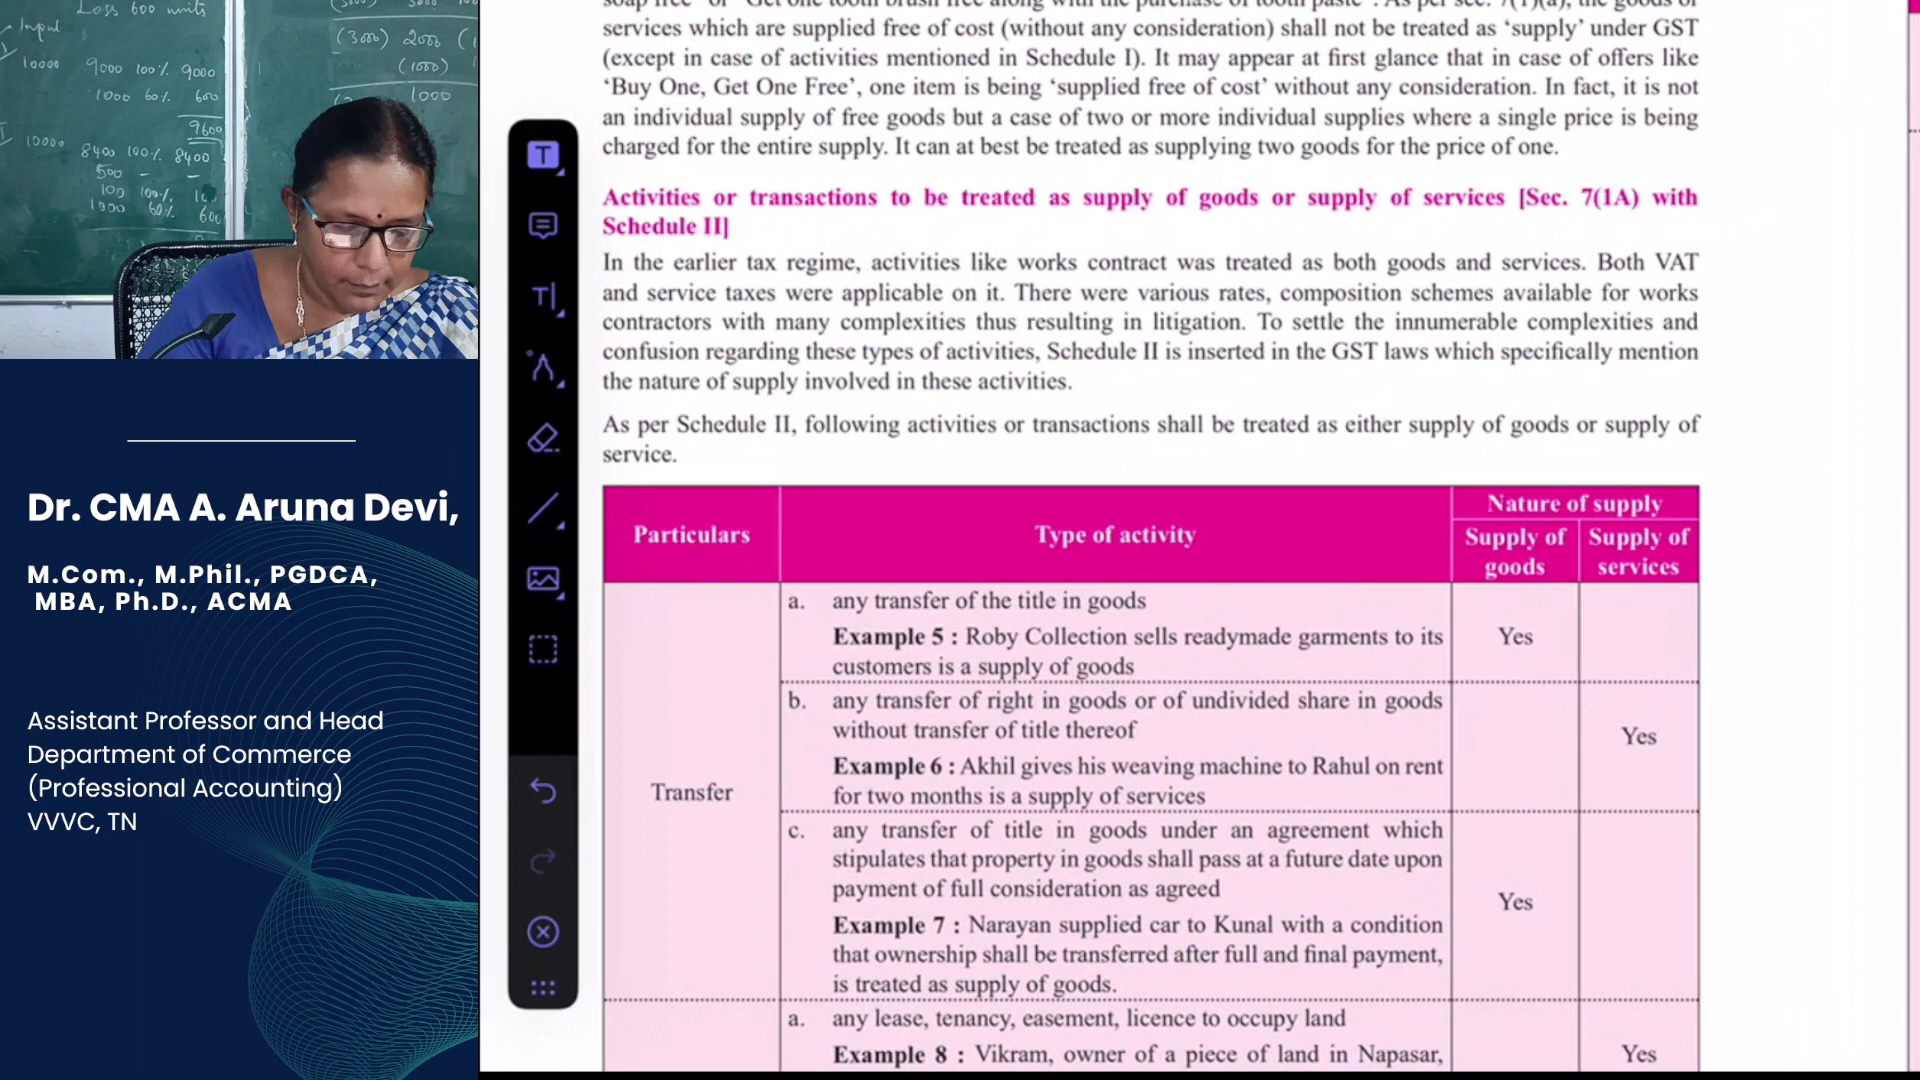 Loss 600 units
Input
10000 9000 100% 9000
1000 60% 600
9600
10000 8400 100% 8400
500 -
100 100%
1000 60% 600
(3000) 2000
(1000)
1000
Dr. CMA A. Aruna Devi,
M.Com., M.Phil., PGDCA,
MBA, Ph.D., ACMA
Assistant Professor and Head
Department of Commerce
(Professional Accounting)
VVVC, TN
services which are supplied free of cost (without any consideration) shall not be treated as ‘supply’ under GST
(except in case of activities mentioned in Schedule I). It may appear at first glance that in case of offers like
‘Buy One, Get One Free’, one item is being ‘supplied free of cost’ without any consideration. In fact, it is not
an individual supply of free goods but a case of two or more individual supplies where a single price is being
charged for the entire supply. It can at best be treated as supplying two goods for the price of one.
Activities or transactions to be treated as supply of goods or supply of services [Sec. 7(1A) with
Schedule II]
In the earlier tax regime, activities like works contract was treated as both goods and services. Both VAT
and service taxes were applicable on it. There were various rates, composition schemes available for works
contractors with many complexities thus resulting in litigation. To settle the innumerable complexities and
confusion regarding these types of activities, Schedule II is inserted in the GST laws which specifically mention
the nature of supply involved in these activities.
As per Schedule II, following activities or transactions shall be treated as either supply of goods or supply of
service.
Particulars Type of activity Nature of supply
Supply of goods Supply of services
Transfer
a. any transfer of the title in goods
Example 5 : Roby Collection sells readymade garments to its Yes
customers is a supply of goods
b. any transfer of right in goods or of undivided share in goods
without transfer of title thereof Yes
Example 6 : Akhil gives his weaving machine to Rahul on rent
for two months is a supply of services
c. any transfer of title in goods under an agreement which
stipulates that property in goods shall pass at a future date upon
payment of full consideration as agreed Yes
Example 7 : Narayan supplied car to Kunal with a condition
that ownership shall be transferred after full and final payment,
is treated as supply of goods.
a. any lease, tenancy, easement, licence to occupy land
Example 8 : Vikram, owner of a piece of land in Napasar, Yes